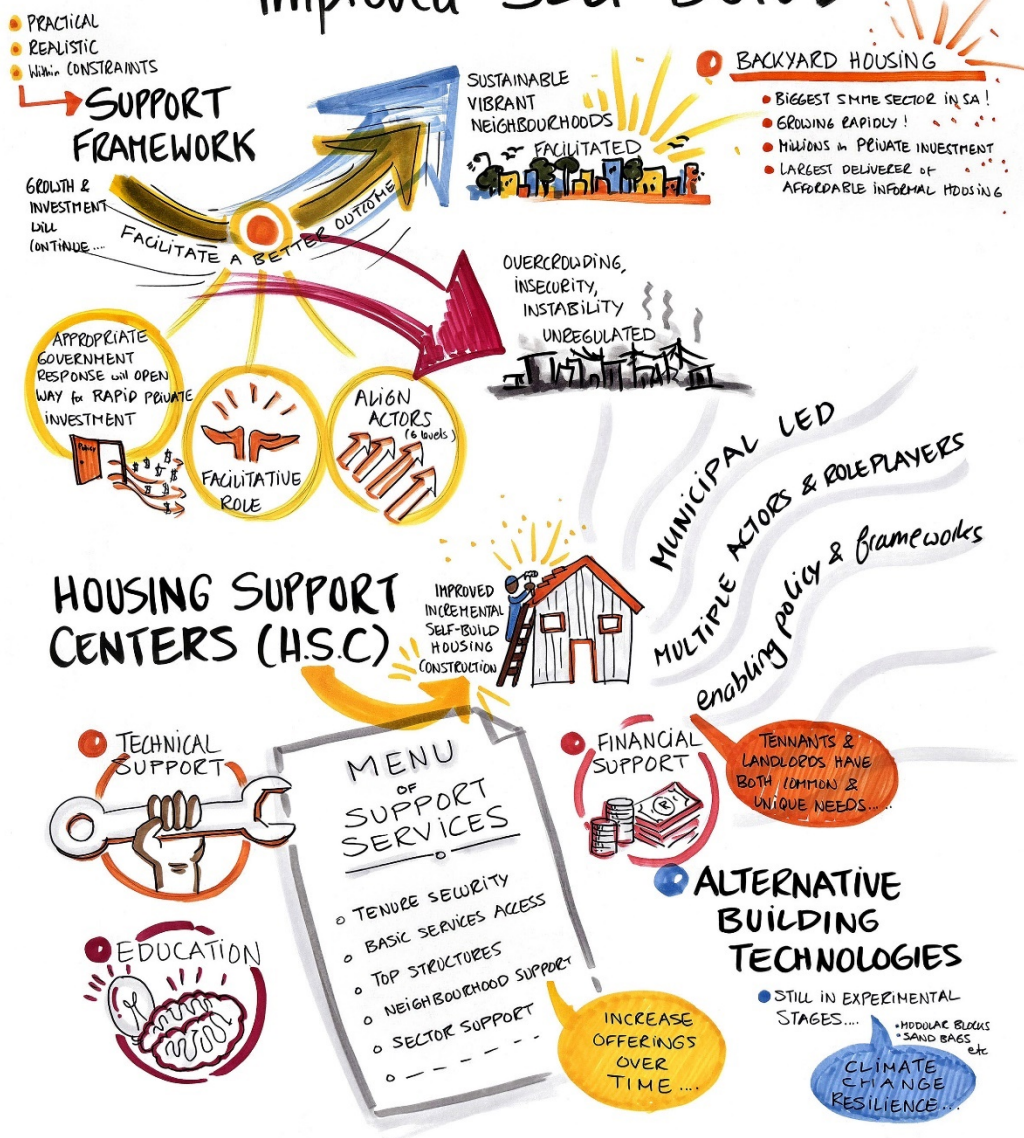 Improved Self Build
PRACTICAL
REALISTIC
Within CONSTRAINTS
SUPPORT
FRAMEWORK
GROWTH &
INVESTMENT
will
CONTINUE....
FACILITATE A BETTER OUTCOME
SUSTAINABLE
VIBRANT
NEIGHBOURHOODS
FACILITATED
BACKYARD HOUSING
BIGGEST SMME SECTOR IN SA!
GROWING RAPIDLY!
MILLIONS in PRIVATE INVESTMENT
LARGEST DELIVERER of
AFFORDABLE INFORMAL HOUSING
OVERCROWDING,
INSECURITY,
INSTABILITY
UNREGULATED
APPROPRIATE
GOVERNMENT
RESPONSE will OPEN
WAY for RAPID PRIVATE
INVESTMENT
Policy
FACILITATIVE
ROLE
ALIGN
ACTORS
(6 levels)
MUNICIPAL LED
MULTIPLE ACTORS & ROLEPLAYERS
enabling policy & frameworks
HOUSING SUPPORT
CENTERS (H.S.C)
IMPROVED
INCREMENTAL
SELF-BUILD
HOUSING
CONSTRUCTION
TECHNICAL
SUPPORT
EDUCATION
MENU
OF
SUPPORT
SERVICES
TENURE SECURITY
BASIC SERVICES ACCESS
TOP STRUCTURES
NEIGHBOURHOOD SUPPORT
SECTOR SUPPORT
INCREASE
OFFERINGS
OVER
TIME....
FINANCIAL
SUPPORT
R
TENNANTS &
LANDLORDS HAVE
BOTH COMMON &
UNIQUE NEEDS.....
ALTERNATIVE
BUILDING
TECHNOLOGIES
STILL IN EXPERIMENTAL
STAGES....
• MODULAR BLOCKS
• SAND BAGS
etc
CLIMATE
CHANGE
RESILIENCE...